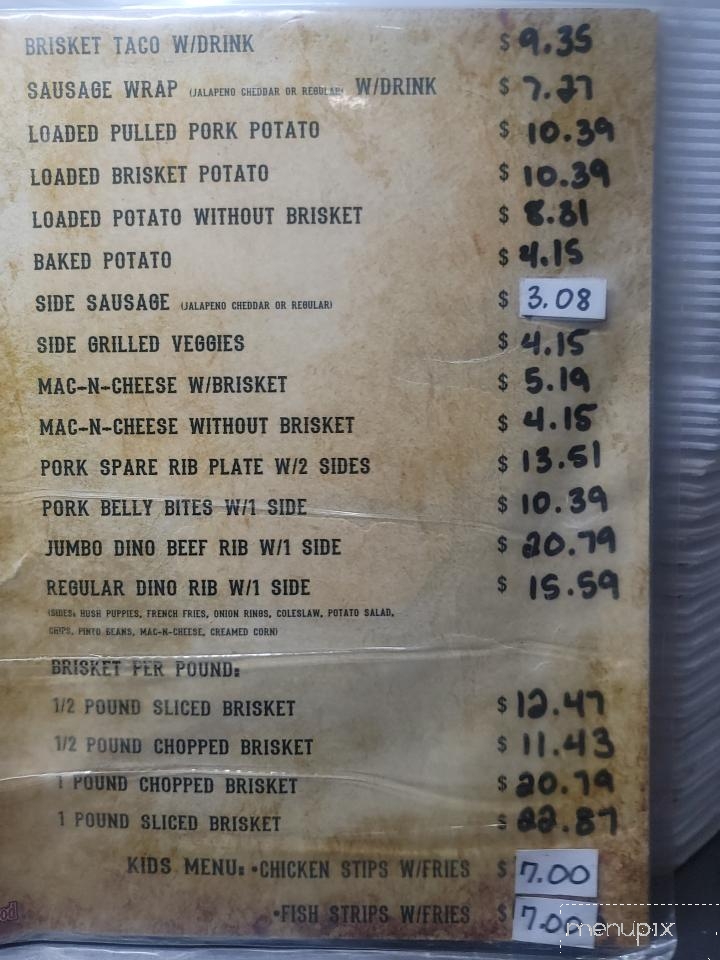 BRISKET TACO W/DRINK $ 9.35
SAUSAGE WRAP (JALAPENO CHEDDAR OR REGULAR) W/DRINK $ 7.27
LOADED PULLED PORK POTATO $ 10.39
LOADED BRISKET POTATO $ 10.39
LOADED POTATO WITHOUT BRISKET $ 8.31
BAKED POTATO $ 4.15
SIDE SAUSAGE (JALAPENO CHEDDAR OR REGULAR) $ 3.08
SIDE GRILLED VEGGIES $ 4.15
MAC-N-CHEESE W/BRISKET $ 5.19
MAC-N-CHEESE WITHOUT BRISKET $ 4.15
PORK SPARE RIB PLATE W/2 SIDES $ 13.51
PORK BELLY BITES W/1 SIDE $ 10.39
JUMBO DINO BEEF RIB W/1 SIDE $ 20.79
REGULAR DINO RIB W/1 SIDE $ 15.59
(SIDES: HUSH PUPPIES, FRENCH FRIES, ONION RINGS, COLESLAW, POTATO SALAD,
CHIPS, PINTO BEANS, MAC-N-CHEESE, CREAMED CORN)
BRISKET PER POUND:
1/2 POUND SLICED BRISKET $ 12.47
1/2 POUND CHOPPED BRISKET $ 11.43
1 POUND CHOPPED BRISKET $ 20.79
1 POUND SLICED BRISKET $ 22.87
KIDS MENU: •CHICKEN STIPS W/FRIES $ 7.00
•FISH STRIPS W/FRIES $ 7.00
menupix